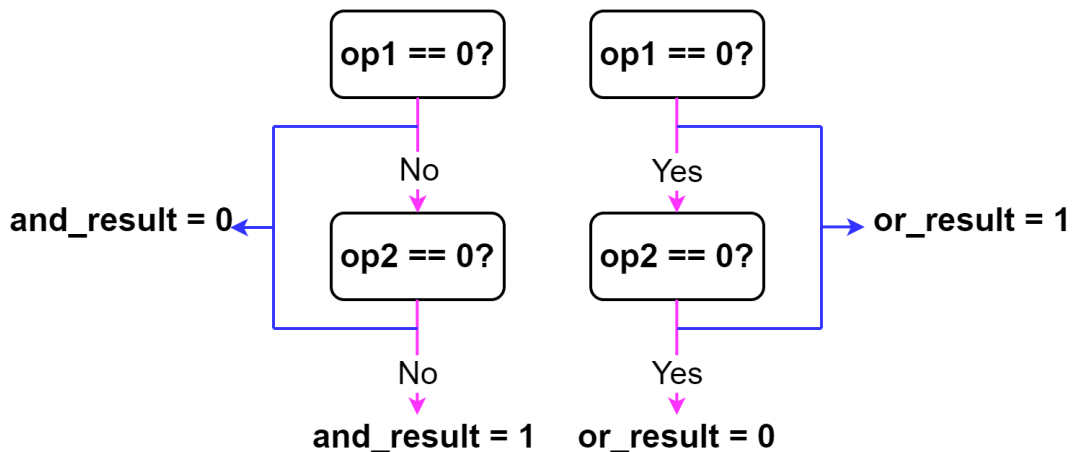 op1 == 0?
op1 == 0?
No
Yes
and_result = 0
op2 == 0?
op2 == 0?
or_result = 1
No
Yes
and_result = 1
or_result = 0